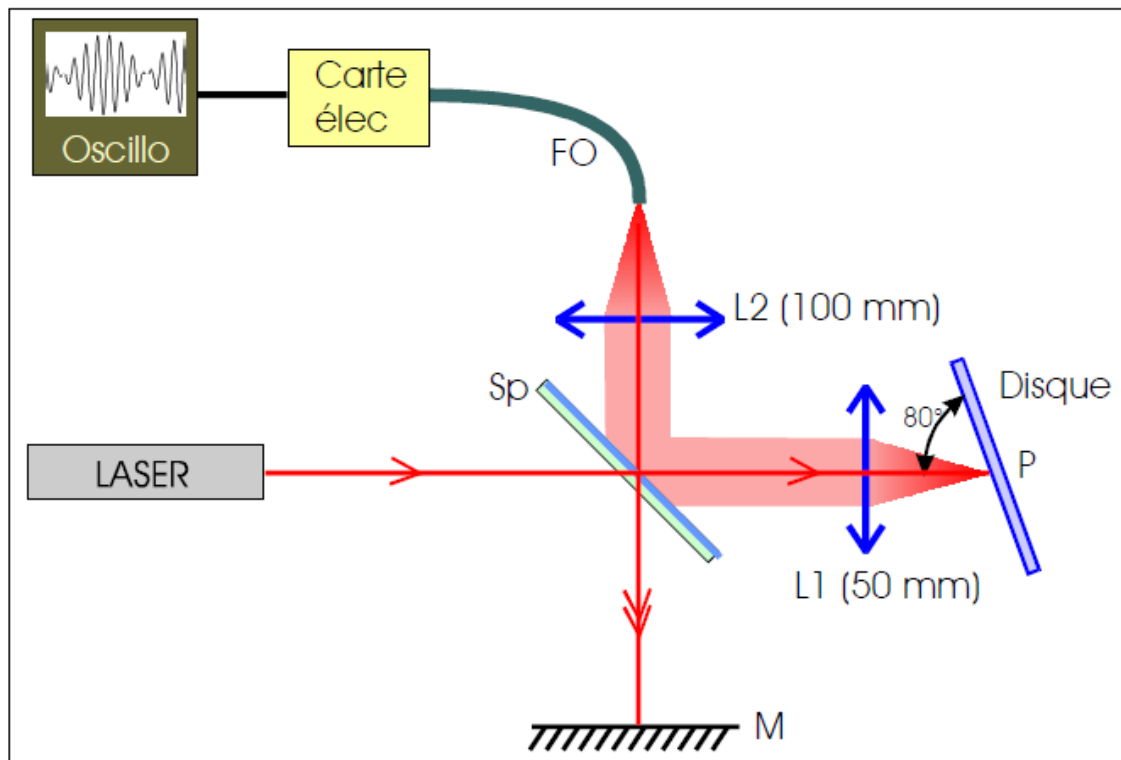 Oscillo
Carte
élec
FO
L2 (100 mm)
Sp
Disque
80°
LASER
P
L1 (50 mm)
M